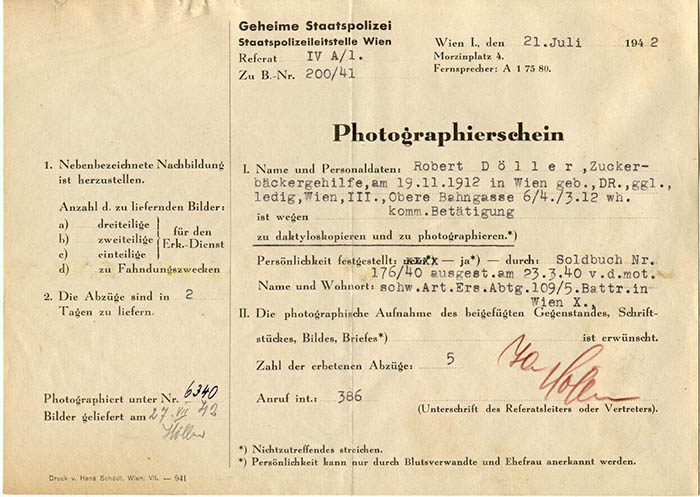 Geheime Staatspolizei
Staatspolizeileitstelle Wien
Referat IV A/1.
Zu B.-Nr. 200/41
Wien I., den 21.Juli 1942
Morzinplatz 4.
Fernsprecher: A 1 75 80.
Photographierschein
1. Nebenbezeichnete Nachbildung
ist herzustellen.
Anzahl d. zu liefernden Bilder:
a) dreiteilige
b) zweiteilige
c) einteilige
für den
Erk.-Dienst
d) zu Fahndungszwecken
2. Die Abzüge sind in 2
Tagen zu liefern.
Photographiert unter Nr. 6340
Bilder geliefert am 27. VII 43
Höller
I. Name und Personaldaten: Robert D ö l l e r ,Zucker-
bäckergehilfe,am 19.11.1912 in Wien geb.,DR.,ggl.,
ledig,Wien,III.,Obere Bahngasse 6/4./3.12 wh.
ist wegen komm.Betätigung
zu daktyloskopieren und zu photographieren.*)
Persönlichkeit festgestellt: — ja*) — durch: Soldbuch Nr.
176/40 ausgest.am 23.3.40 v.d.mot.
Name und Wohnort: schw.Art.Ers.Abtg.109/5.Battr.in
Wien X.,
II. Die photographische Aufnahme des beigefügten Gegenstandes, Schrift-
stückes, Bildes, Briefes*) ist erwünscht.
Zahl der erbetenen Abzüge: 5
Anruf int.: 386
(Unterschrift des Referatsleiters oder Vertreters).
*) Nichtzutreffendes streichen.
*) Persönlichkeit kann nur durch Blutsverwandte und Ehefrau anerkannt werden.
Druck v. Hans Schödl, Wien, VII. — 941